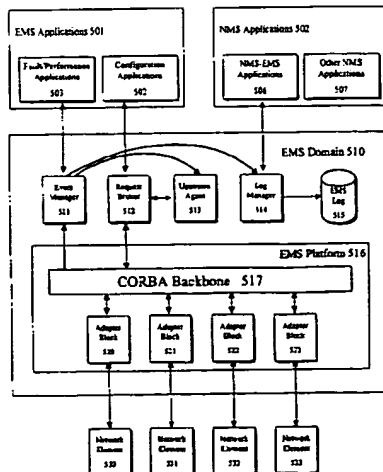 EMS Applications 501
NMS Applications 502
Fault/Performance
Applications
503
Configuration
Applications
502
NMS-EMS
Applications
506
Other NMS
Applications
507
EMS Domain 510
Event
Manager
511
Request
Broker
512
Upstream
Agent
513
Log
Manager
514
EMS
Log
515
EMS Platform 516
CORBA Backbone 517
Adapter
Block
520
Adapter
Block
521
Adapter
Block
522
Adapter
Block
523
Network
Element
530
Network
Element
531
Network
Element
532
Network
Element
533